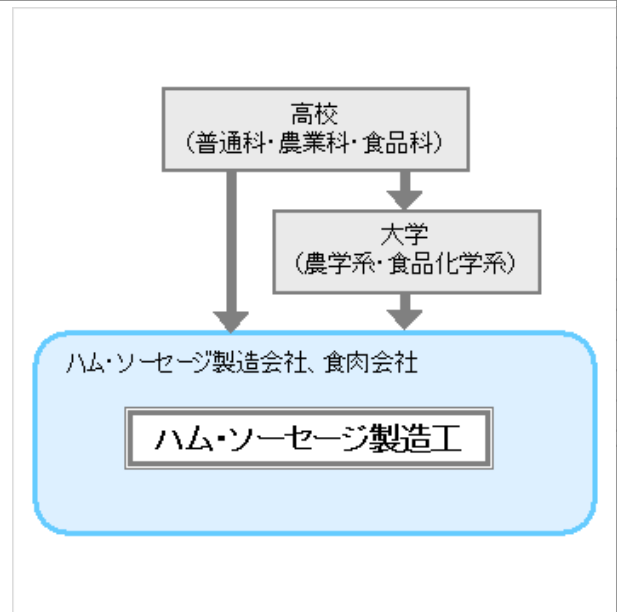 高校
（普通科・農業科・食品科）
大学
（農学系・食品化学系）
ハム・ソーセージ製造会社、食肉会社
ハム・ソーセージ製造工